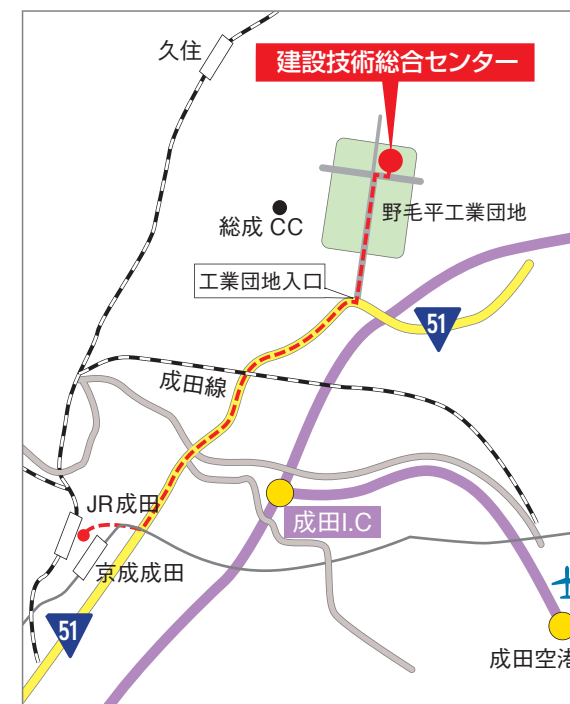 久住
建設技術総合センター
総成 CC
野毛平工業団地
工業団地入口
51
成田線
JR成田
成田I.C
京成成田
51
成田空港